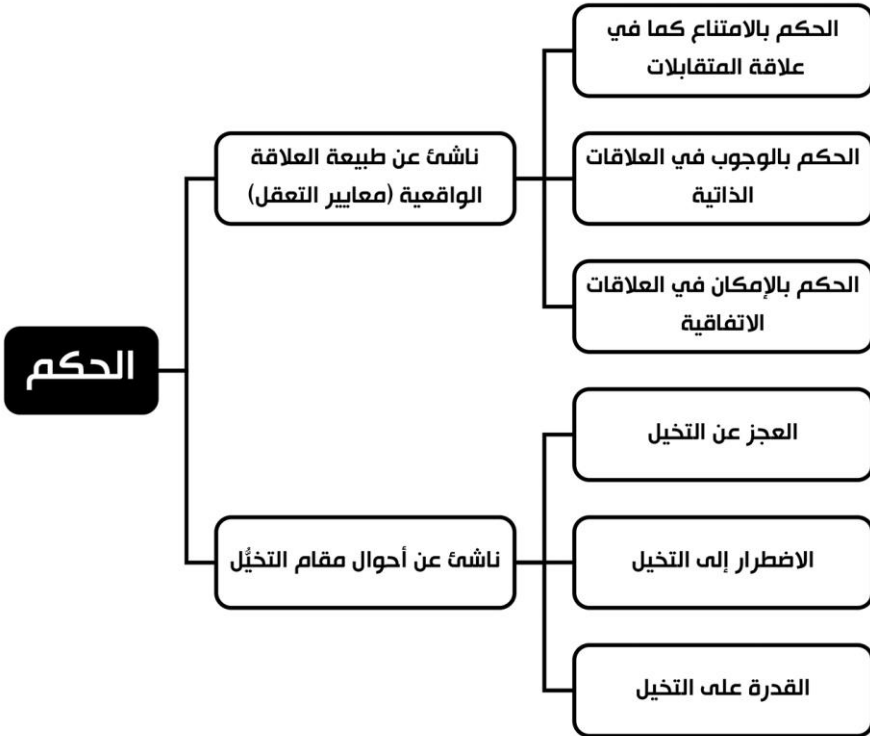 الحكم
ناشئ عن طبيعة العلاقة
الواقعية (معايير التعقل)
الحكم بالامتناع كما في
علاقة المتقابلات
الحكم بالوجوب في العلاقات
الذاتية
الحكم بالإمكان في العلاقات
الاتفاقية
ناشئ عن أحوال مقام التخيُّل
العجز عن التخيل
الاضطرار إلى التخيل
القدرة على التخيل